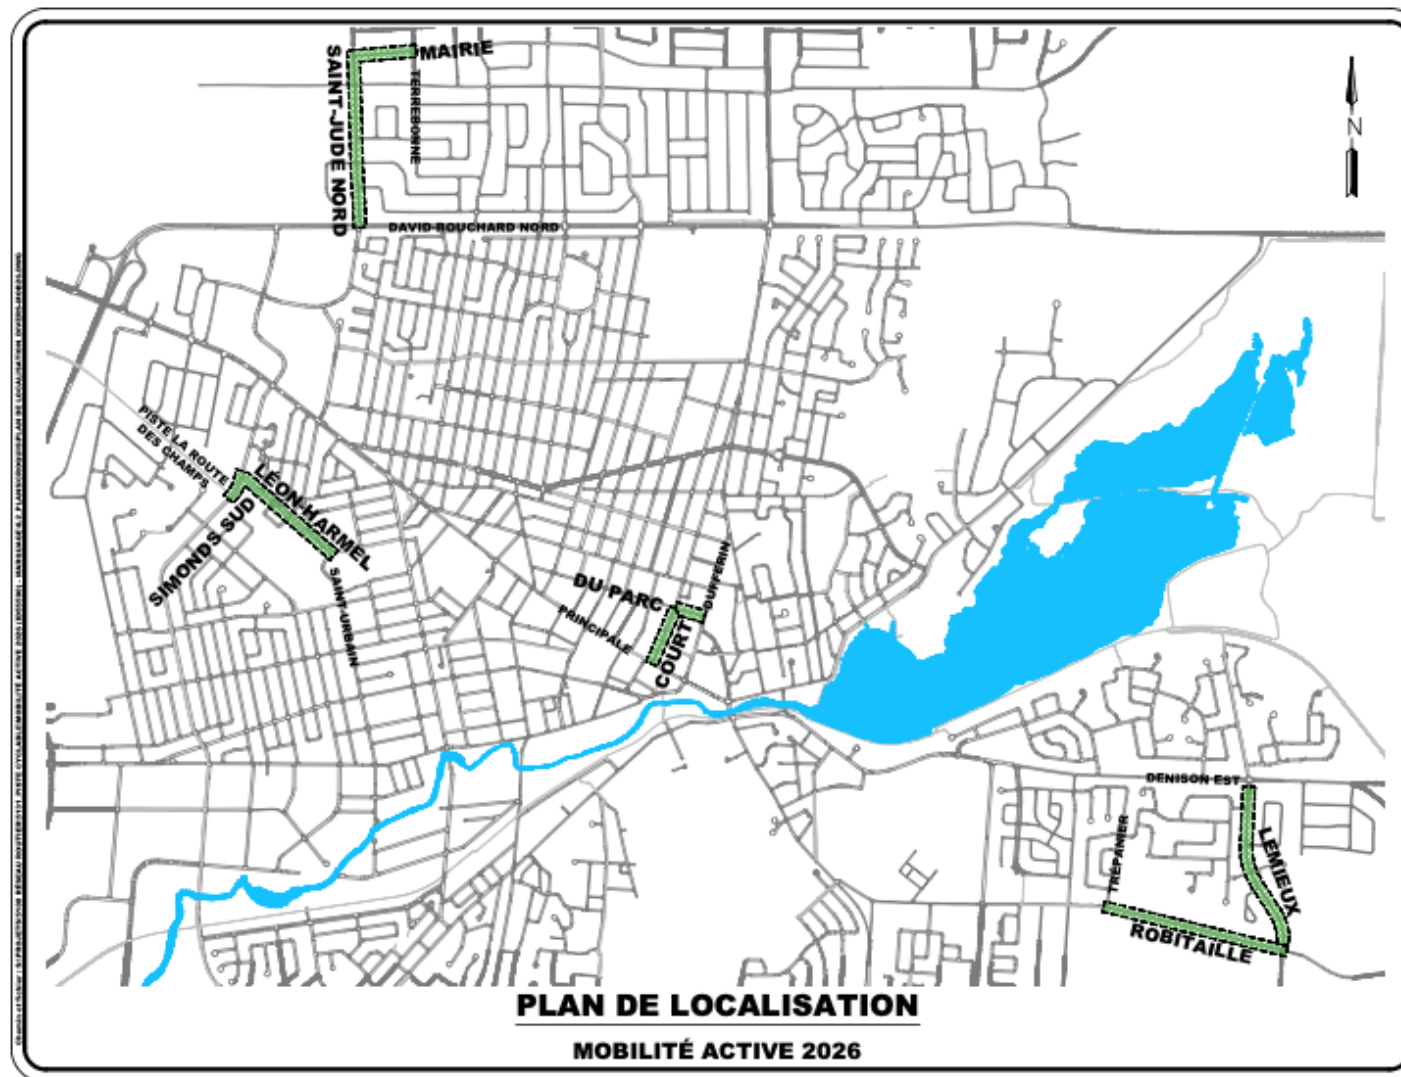 MAIRIE
SAINT-JUDE NORD
TERREBONNE
N
DAVID-BOUCHARD NORD
PISTE LA ROUTE
DES CHAMPS
LÉON-HARMEL
SIMONDS SUD
SAINT-URBAIN
DU PARC
DUFFERIN
PRINCIPALE
COURT
DENISON EST
TRÉPANIER
LEMIEUX
ROBITAILLE
PLAN DE LOCALISATION
MOBILITÉ ACTIVE 2026